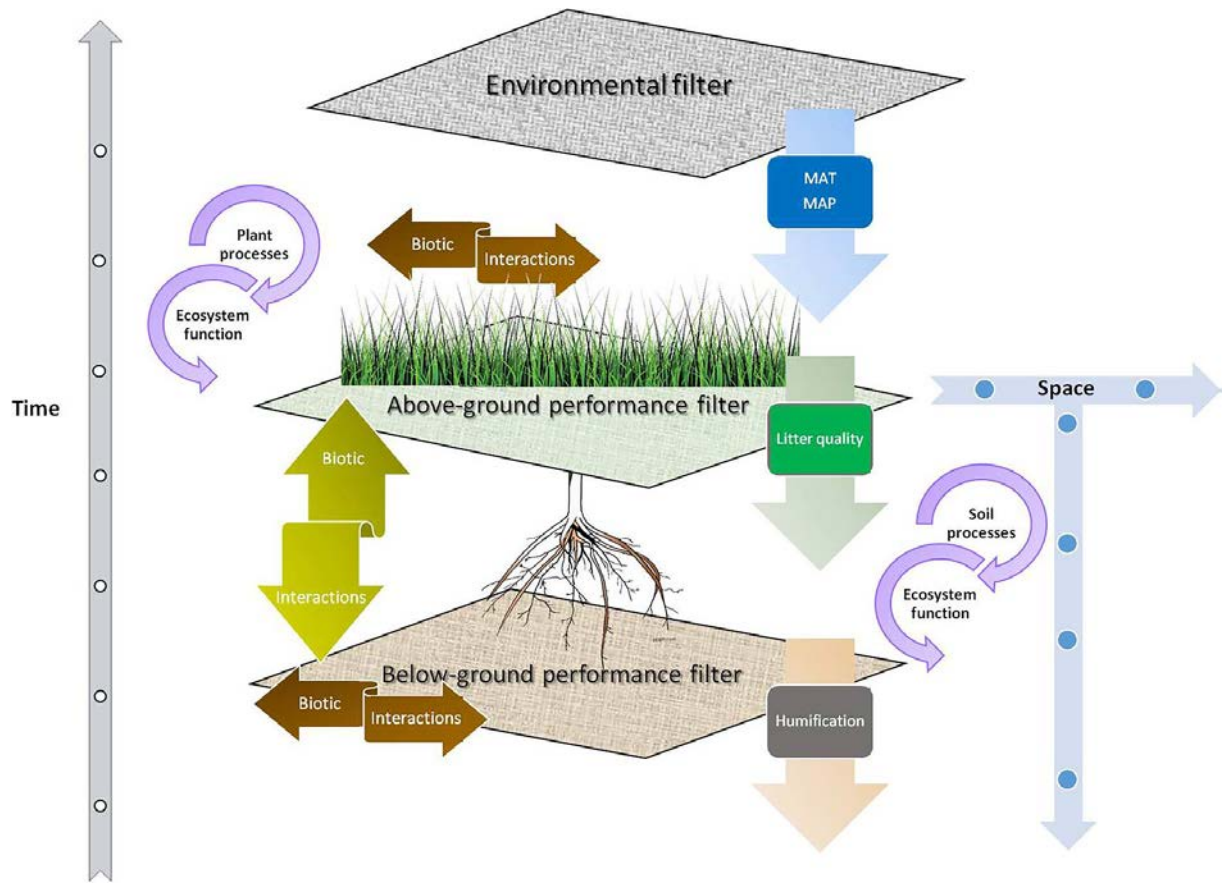 Environmental filter
MAT
MAP
Plant
processes
Biotic
Interactions
Ecosystem
function
Time
Space
Above-ground performance filter
Litter quality
Biotic
Interactions
Soil
processes
Ecosystem
function
Below-ground performance filter
Biotic
Interactions
Humification